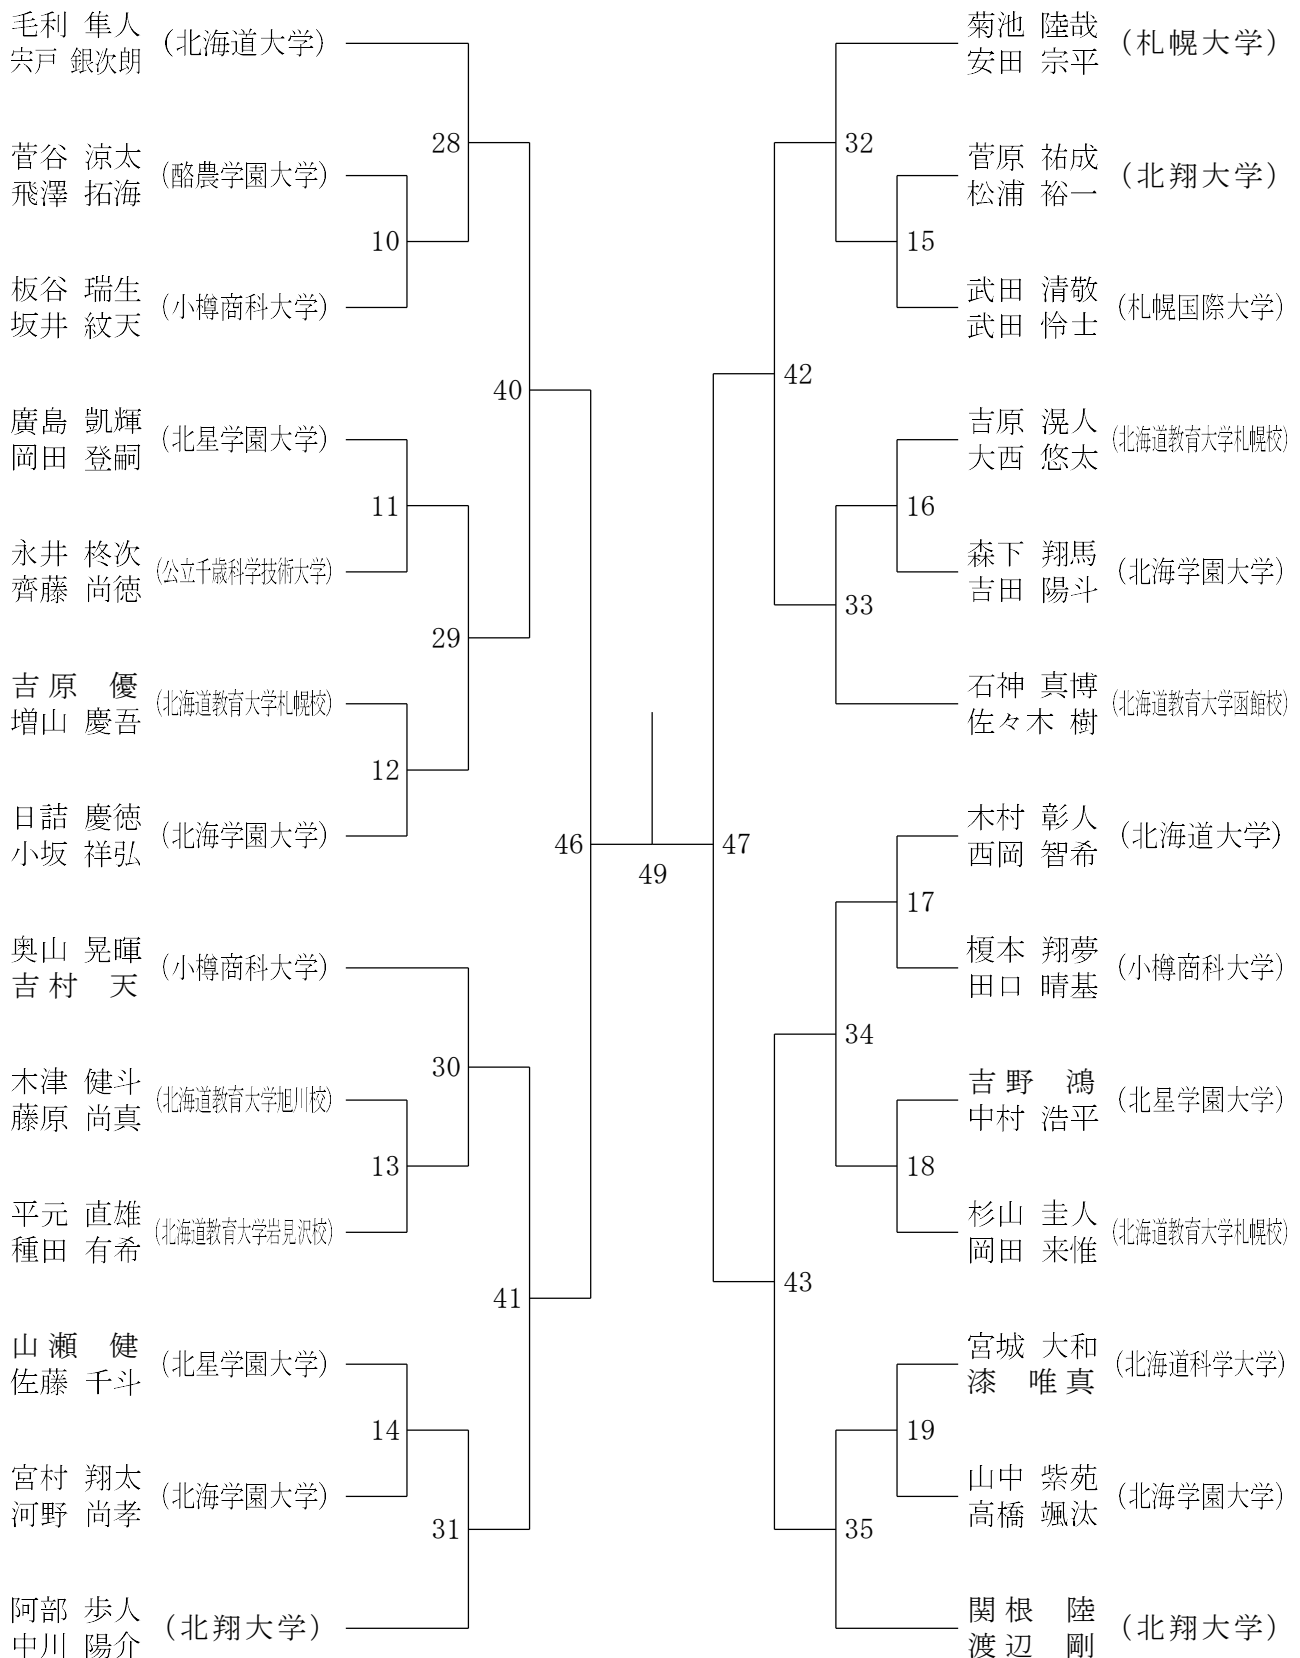 毛利 隼人
宍戸 銀次朗
(北海道大学)
菅谷 涼太
飛澤 拓海
(酪農学園大学)
板谷 瑞生
坂井 紋天
(小樽商科大学)
廣島 凱輝
岡田 登嗣
(北星学園大学)
永井 柊次
齊藤 尚徳
(公立千歳科学技術大学)
吉原 優
増山 慶吾
(北海道教育大学札幌校)
日詰 慶徳
小坂 祥弘
(北海学園大学)
奥山 晃暉
吉村 天
(小樽商科大学)
木津 健斗
藤原 尚真
(北海道教育大学旭川校)
平元 直雄
種田 有希
(北海道教育大学岩見沢校)
山瀬 健
佐藤 千斗
(北星学園大学)
宮村 翔太
河野 尚孝
(北海学園大学)
阿部 歩人
中川 陽介
(北翔大学)
28
10
40
11
29
12
46
30
13
41
14
31
49
47
32
15
42
16
33
17
34
18
43
19
35
菊池 陸哉
安田 宗平
(札幌大学)
菅原 祐成
松浦 裕一
(北翔大学)
武田 清敬
武田 怜士
(札幌国際大学)
吉原 滉人
大西 悠太
(北海道教育大学札幌校)
森下 翔馬
吉田 陽斗
(北海学園大学)
石神 真博
佐々木 樹
(北海道教育大学函館校)
木村 彰人
西岡 智希
(北海道大学)
榎本 翔夢
田口 晴基
(小樽商科大学)
吉野 鴻
中村 浩平
(北星学園大学)
杉山 圭人
岡田 来惟
(北海道教育大学札幌校)
宮城 大和
漆 唯真
(北海道科学大学)
山中 紫苑
高橋 颯汰
(北海学園大学)
関根 陸
渡辺 剛
(北翔大学)